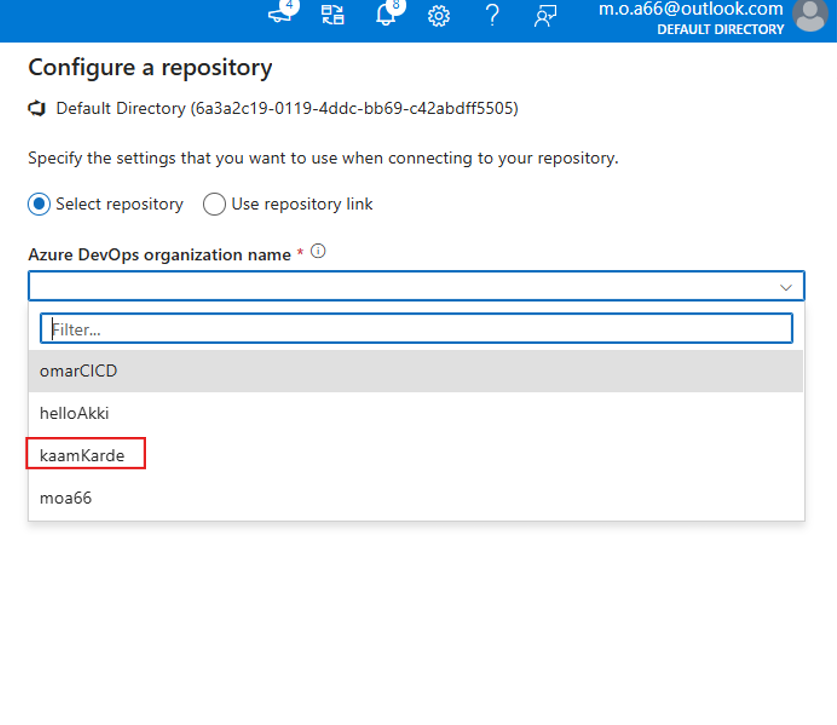 4
8
m.o.a66@outlook.com
DEFAULT DIRECTORY
Configure a repository
Default Directory (6a3a2c19-0119-4ddc-bb69-c42abdff5505)
Specify the settings that you want to use when connecting to your repository.
Select repository Use repository link
Azure DevOps organization name *
Filter...
omarCICD
helloAkki
kaamKarde
moa66